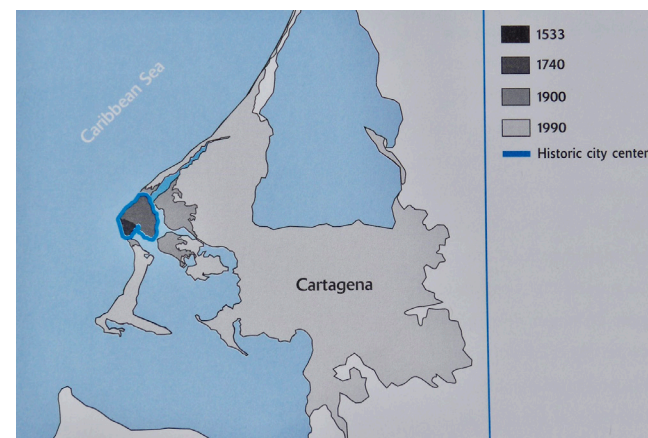 Caribbean Sea
Cartagena
1533
1740
1900
1990
Historic city center